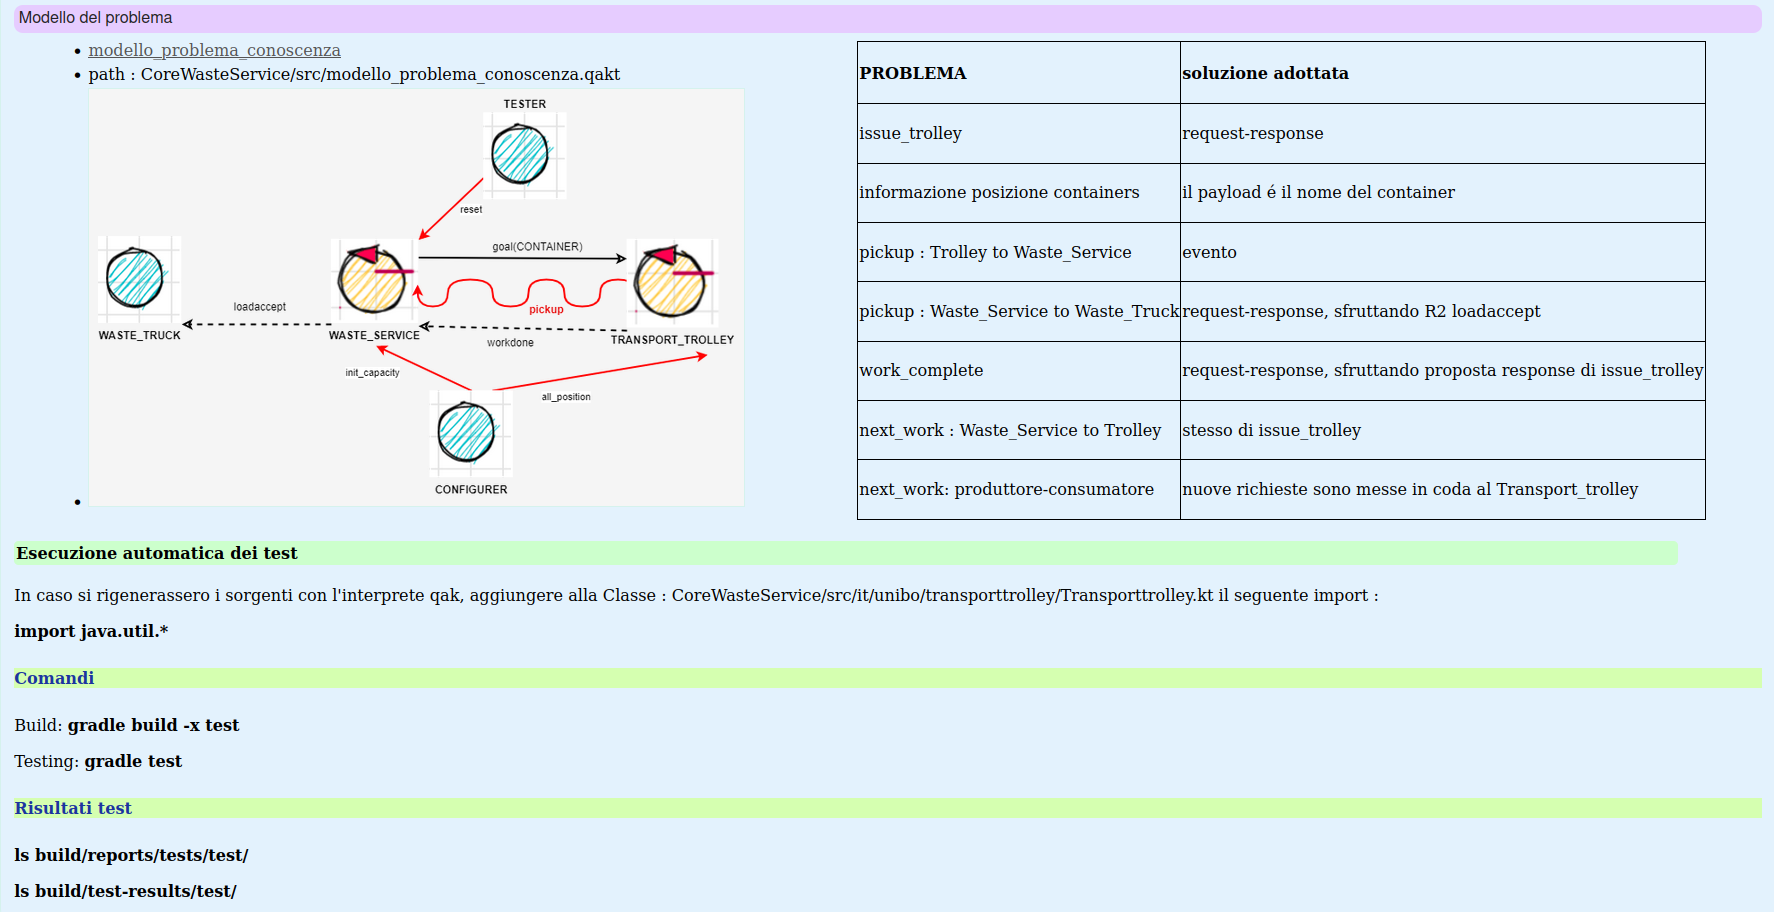 Modello del problema
modello_problema_conoscenza
path : CoreWasteService/src/modello_problema_conoscenza.qakt
TESTER
reset
goal(CONTAINER)
pickup
loadaccept
WASTE_TRUCK
WASTE_SERVICE
workdone
TRANSPORT_TROLLEY
init_capacity
all_position
CONFIGURER
PROBLEMA soluzione adottata
issue_trolley request-response
informazione posizione containers il payload é il nome del container
pickup : Trolley to Waste_Service evento
pickup : Waste_Service to Waste_Truck request-response, sfruttando R2 loadaccept
work_complete request-response, sfruttando proposta response di issue_trolley
next_work : Waste_Service to Trolley stesso di issue_trolley
next_work: produttore-consumatore nuove richieste sono messe in coda al Transport_trolley
Esecuzione automatica dei test
In caso si rigenerassero i sorgenti con l'interprete qak, aggiungere alla Classe : CoreWasteService/src/it/unibo/transporttrolley/Transporttrolley.kt il seguente import :
import java.util.*
Comandi
Build: gradle build -x test
Testing: gradle test
Risultati test
ls build/reports/tests/test/
ls build/test-results/test/